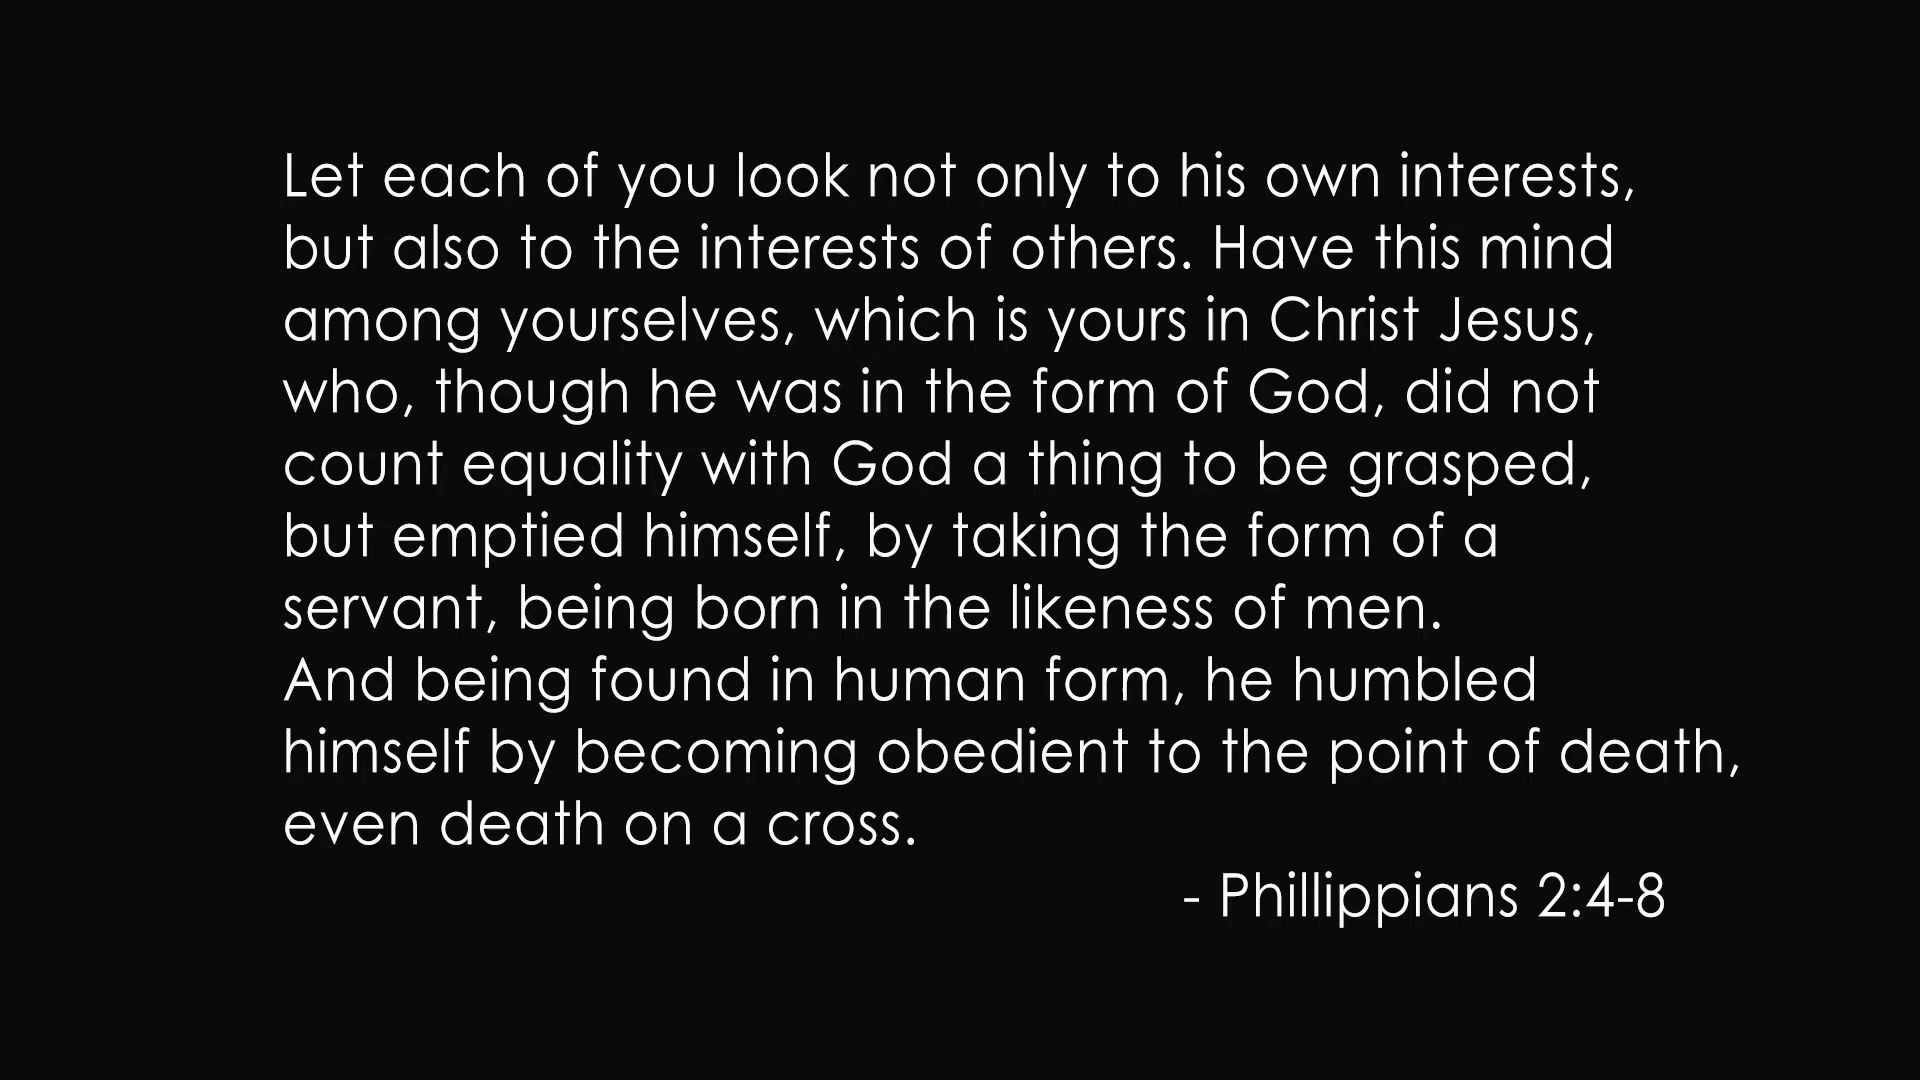 Let each of you look not only to his own interests,
but also to the interests of others. Have this mind
among yourselves, which is yours in Christ Jesus,
who, though he was in the form of God, did not
count equality with God a thing to be grasped,
but emptied himself, by taking the form of a
servant, being born in the likeness of men.
And being found in human form, he humbled
himself by becoming obedient to the point of death,
even death on a cross.
- Phillippians 2:4-8